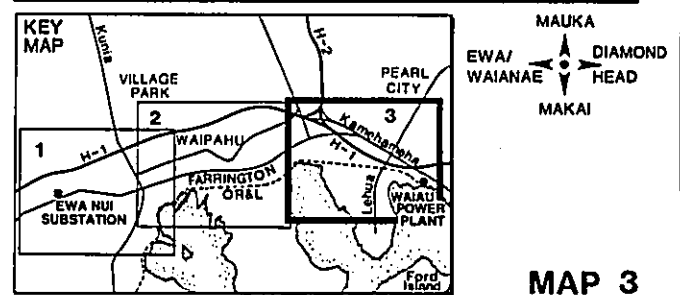 KEY
MAP
Kunia
H-2
VILLAGE
PARK
PEARL
CITY
1
2
3
WAIPAHU
H-1
Kamehameha
H-1
FARRINGTON
OR&L
EWA NUI
SUBSTATION
Lehua
WAIAU
POWER
PLANT
Ford
Island
MAUKA
EWA/
WAIANAE
DIAMOND
HEAD
MAKAI
MAP 3